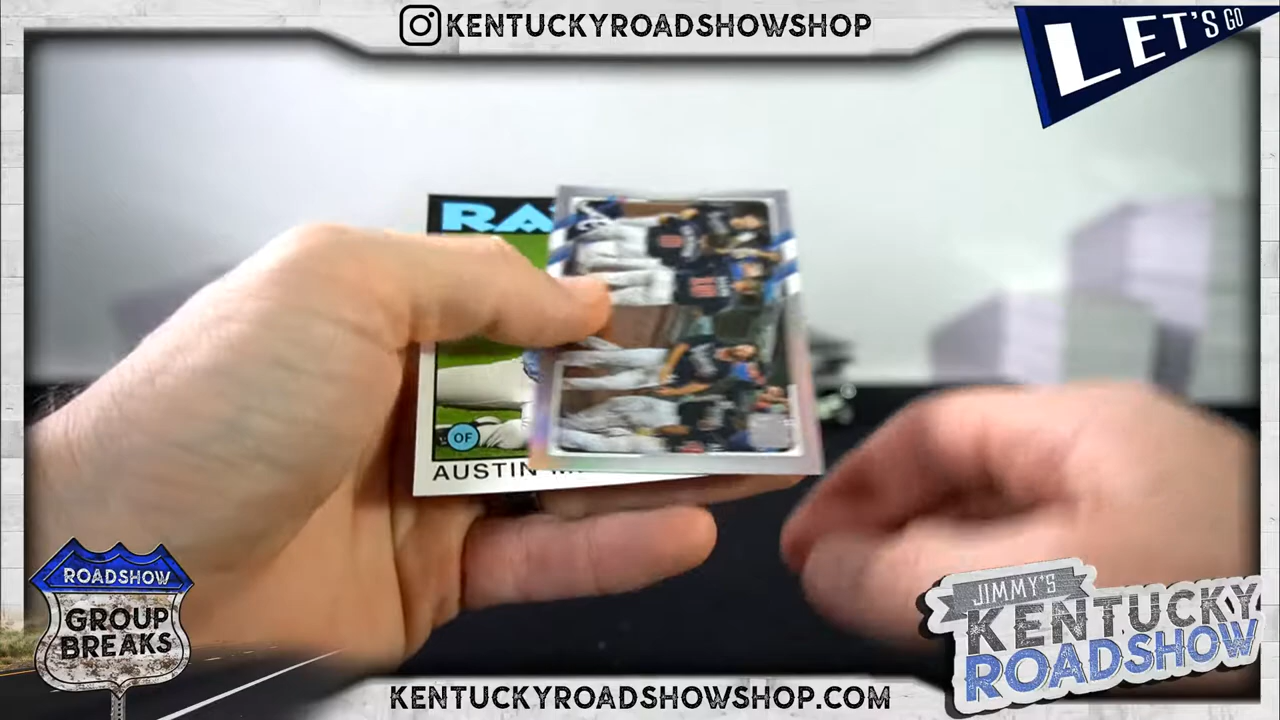 KENTUCKYROADSHOWSHOP
LET'S GO
RA
OF
AUSTIN
ROADSHOW
GROUP
BREAKS
JIMMY'S
KENTUCKY
ROADSHOW
KENTUCKYROADSHOWSHOP.COM